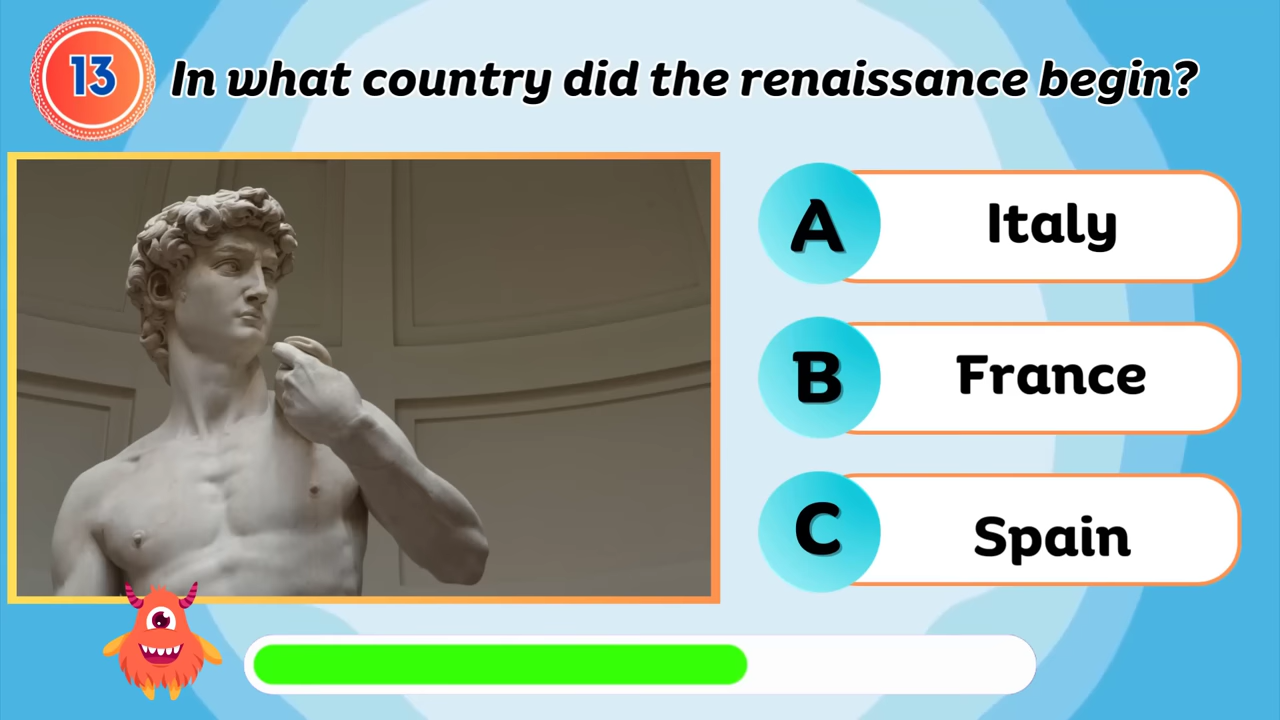 13
In what country did the renaissance begin?
A
Italy
B
France
C
Spain